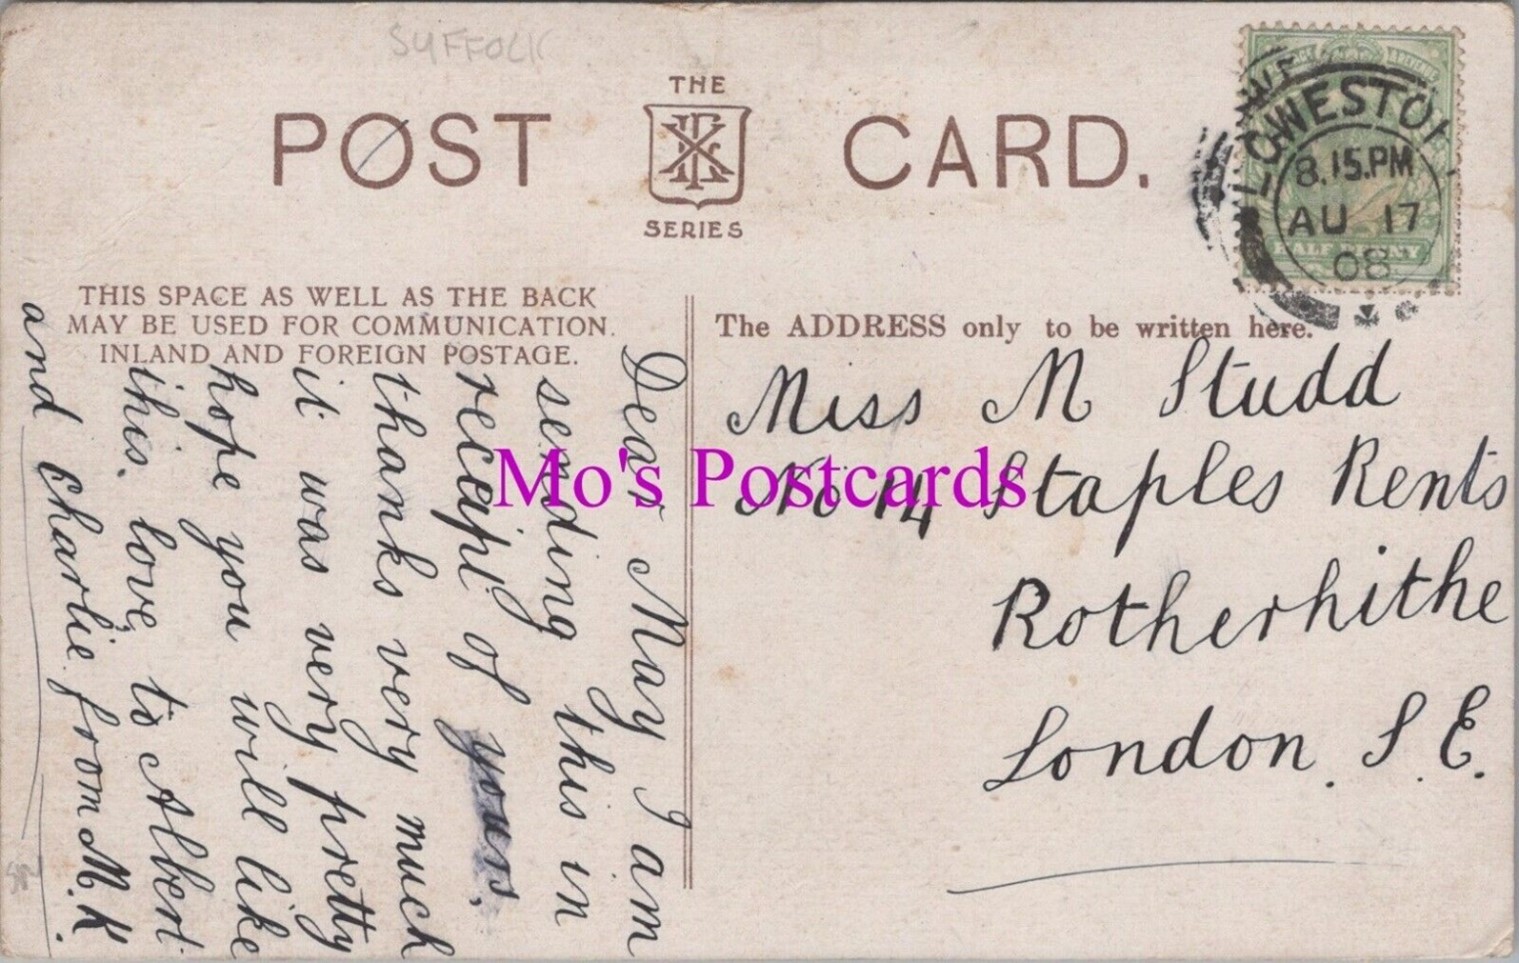 SUFFOLK
THE
POST CARD.
SERIES
LOWESTOFT
8.15.PM
AU 17
08
HALF PENNY
THIS SPACE AS WELL AS THE BACK
MAY BE USED FOR COMMUNICATION.
INLAND AND FOREIGN POSTAGE.
The ADDRESS only to be written here.
Dear May I am
sending this in
recaipt of yours.
thanks very much
it was very pretty
hope you will like
this. love to Albert
and Charlie from M.K.
Miss M Studd
No 14 Staples Rents
Rotherhithe
London. S.E.
Mo's Postcards